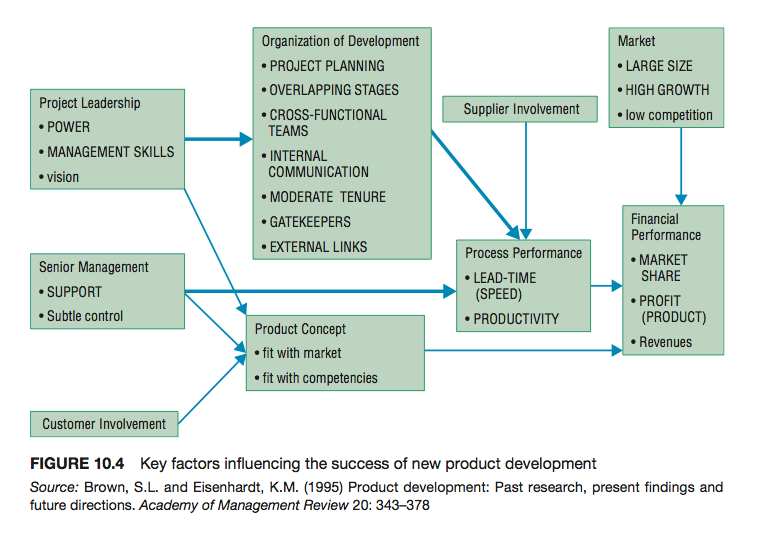 Organization of Development
• PROJECT PLANNING
• OVERLAPPING STAGES
• CROSS-FUNCTIONAL
TEAMS
• INTERNAL
COMMUNICATION
• MODERATE TENURE
• GATEKEEPERS
• EXTERNAL LINKS
Market
• LARGE SIZE
• HIGH GROWTH
• low competition
Project Leadership
• POWER
• MANAGEMENT SKILLS
• vision
Supplier Involvement
Financial
Performance
• MARKET
SHARE
• PROFIT
(PRODUCT)
• Revenues
Process Performance
• LEAD-TIME
(SPEED)
• PRODUCTIVITY
Senior Management
• SUPPORT
• Subtle control
Product Concept
• fit with market
• fit with competencies
Customer Involvement
FIGURE 10.4 Key factors influencing the success of new product development
Source: Brown, S.L. and Eisenhardt, K.M. (1995) Product development: Past research, present findings and
future directions. Academy of Management Review 20: 343–378